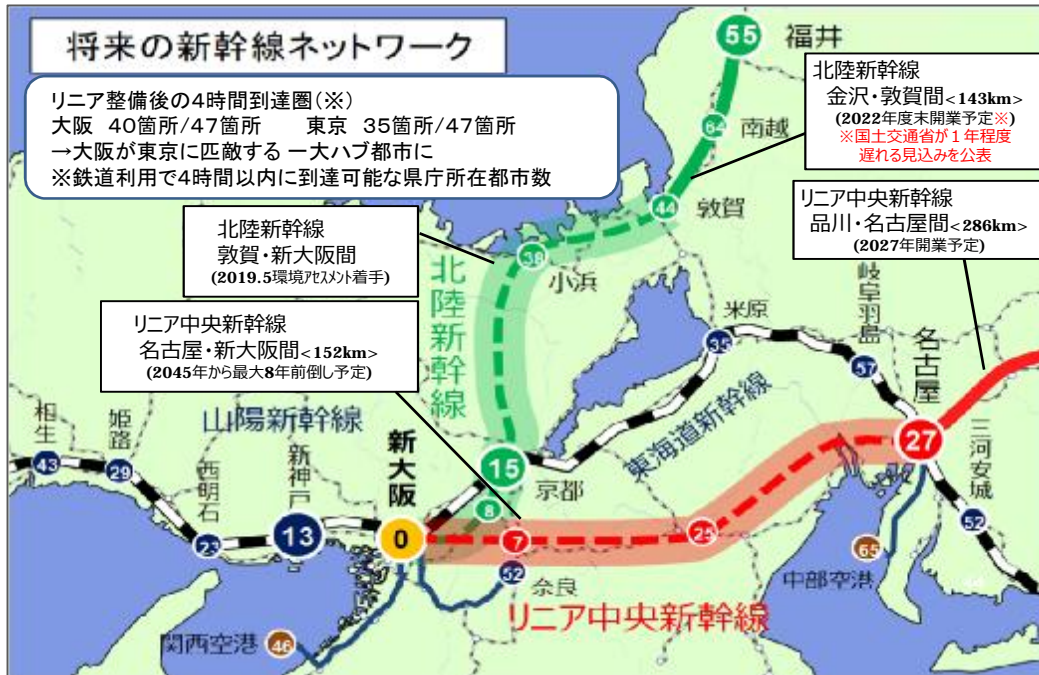 将来の新幹線ネットワーク
リニア整備後の4時間到達圏(※)
大阪 40箇所/47箇所 東京 35箇所/47箇所
→大阪が東京に匹敵する一大ハブ都市に
※鉄道利用で4時間以内に到達可能な県庁所在都市数
55
福井
北陸新幹線
金沢・敦賀間<143km>
(2022年度末開業予定※)
※国土交通省が1年程度
遅れる見込みを公表
64
南越
44
敦賀
リニア中央新幹線
品川・名古屋間<286km>
(2027年開業予定)
北陸新幹線
敦賀・新大阪間
(2019.5環境アセスメント着手)
38
小浜
北陸新幹線
リニア中央新幹線
名古屋・新大阪間<152km>
(2045年から最大8年前倒し予定)
米原
35
岐阜羽島
57
名古屋
27
東海道新幹線
三河安城
52
相生
43
姫路
29
山陽新幹線
西明石
23
新神戸
13
新大阪
0
15
京都
8
7
25
52
奈良
リニア中央新幹線
65
中部空港
関西空港
46